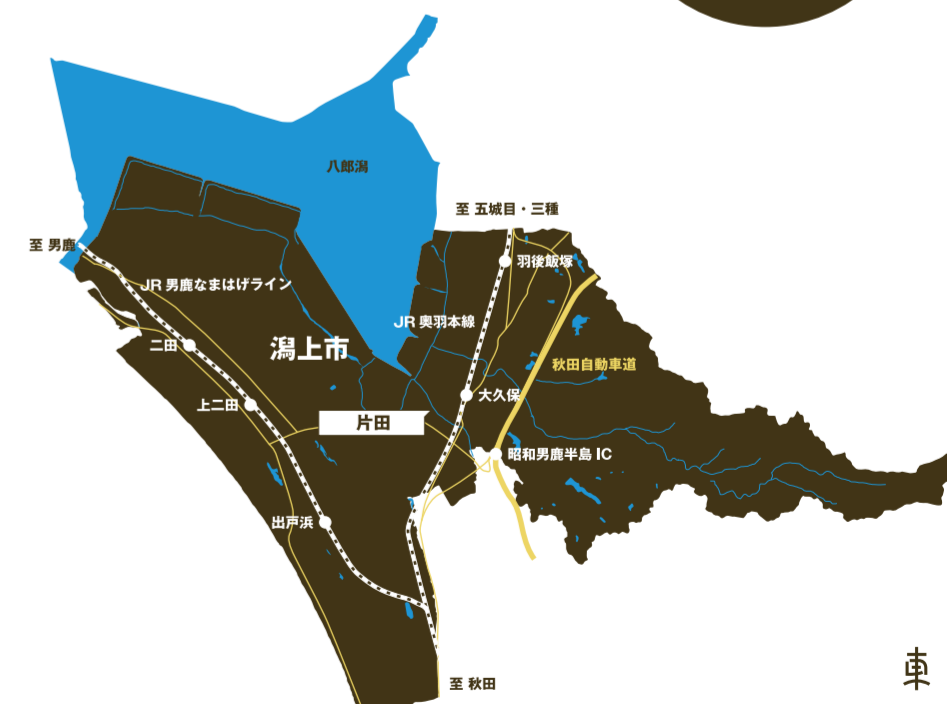 八郎潟
至 五城目・三種
至 男鹿
羽後飯塚
JR 男鹿なまはげライン
JR 奥羽本線
二田
潟上市
秋田自動車道
大久保
上二田
片田
昭和男鹿半島 IC
出戸浜
至 秋田